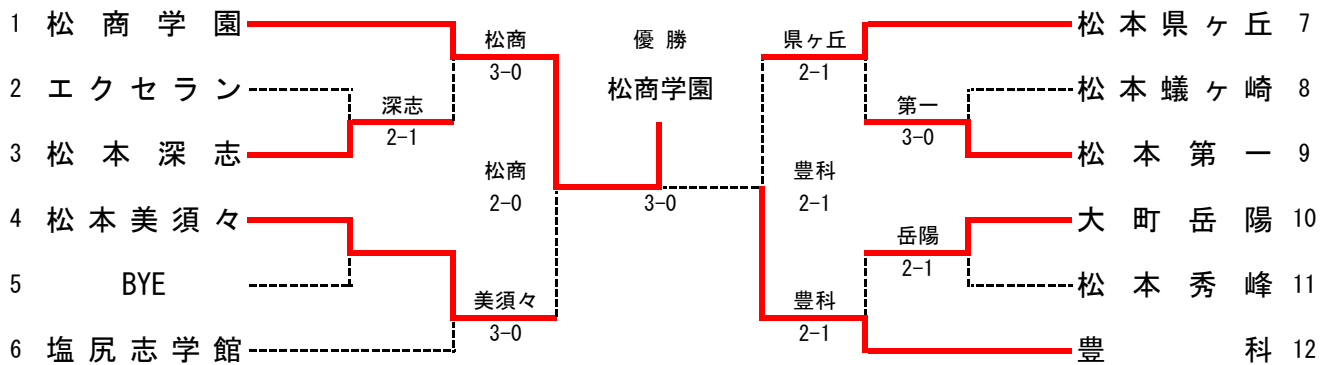 1 松商学園
2 エクセラン
3 松本深志
4 松本美須々
5 BYE
6 塩尻志学館
深志
2-1
松商
3-0
松商
2-0
美須々
3-0
優勝
松商学園
3-0
県ヶ丘
2-1
豊科
2-1
豊科
2-1
第一
3-0
岳陽
2-1
松本県ヶ丘 7
松本蟻ヶ崎 8
松本第一 9
大町岳陽 10
松本秀峰 11
豊科 12